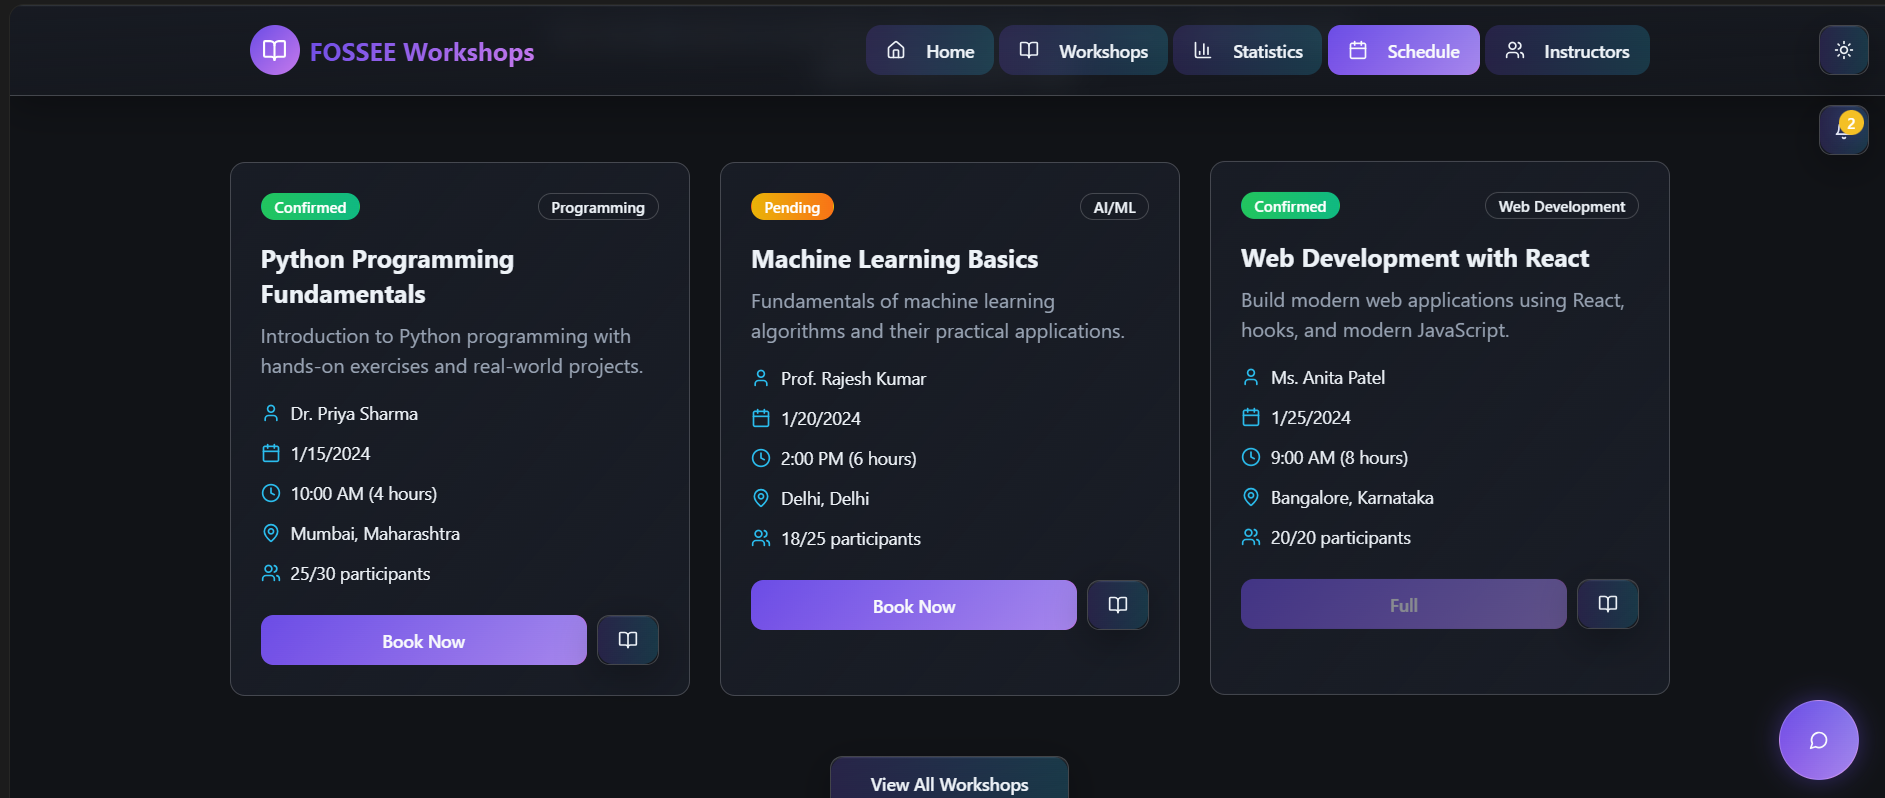 FOSSEE Workshops
Home
Workshops
Statistics
Schedule
Instructors
2
Confirmed
Programming
Python Programming
Fundamentals
Introduction to Python programming with
hands-on exercises and real-world projects.
Dr. Priya Sharma
1/15/2024
10:00 AM (4 hours)
Mumbai, Maharashtra
25/30 participants
Book Now
Pending
AI/ML
Machine Learning Basics
Fundamentals of machine learning
algorithms and their practical applications.
Prof. Rajesh Kumar
1/20/2024
2:00 PM (6 hours)
Delhi, Delhi
18/25 participants
Book Now
Confirmed
Web Development
Web Development with React
Build modern web applications using React,
hooks, and modern JavaScript.
Ms. Anita Patel
1/25/2024
9:00 AM (8 hours)
Bangalore, Karnataka
20/20 participants
Full
View All Workshops